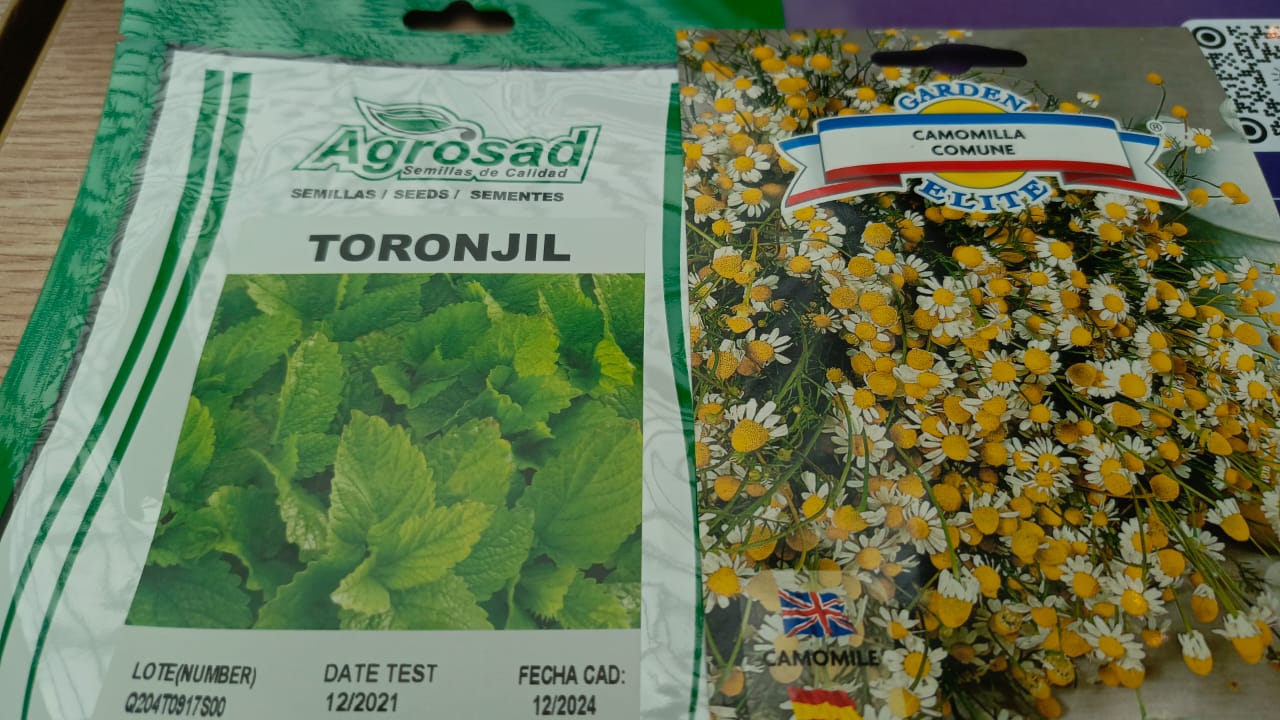 Agrosad
Semillas de Calidad
SEMILLAS / SEEDS / SEMENTES
TORONJIL
LOTE(NUMBER)
Q204T0917S00
DATE TEST
12/2021
FECHA CAD:
12/2024
GARDEN
CAMOMILLA
COMUNE
ELITE
®
CAMOMILE